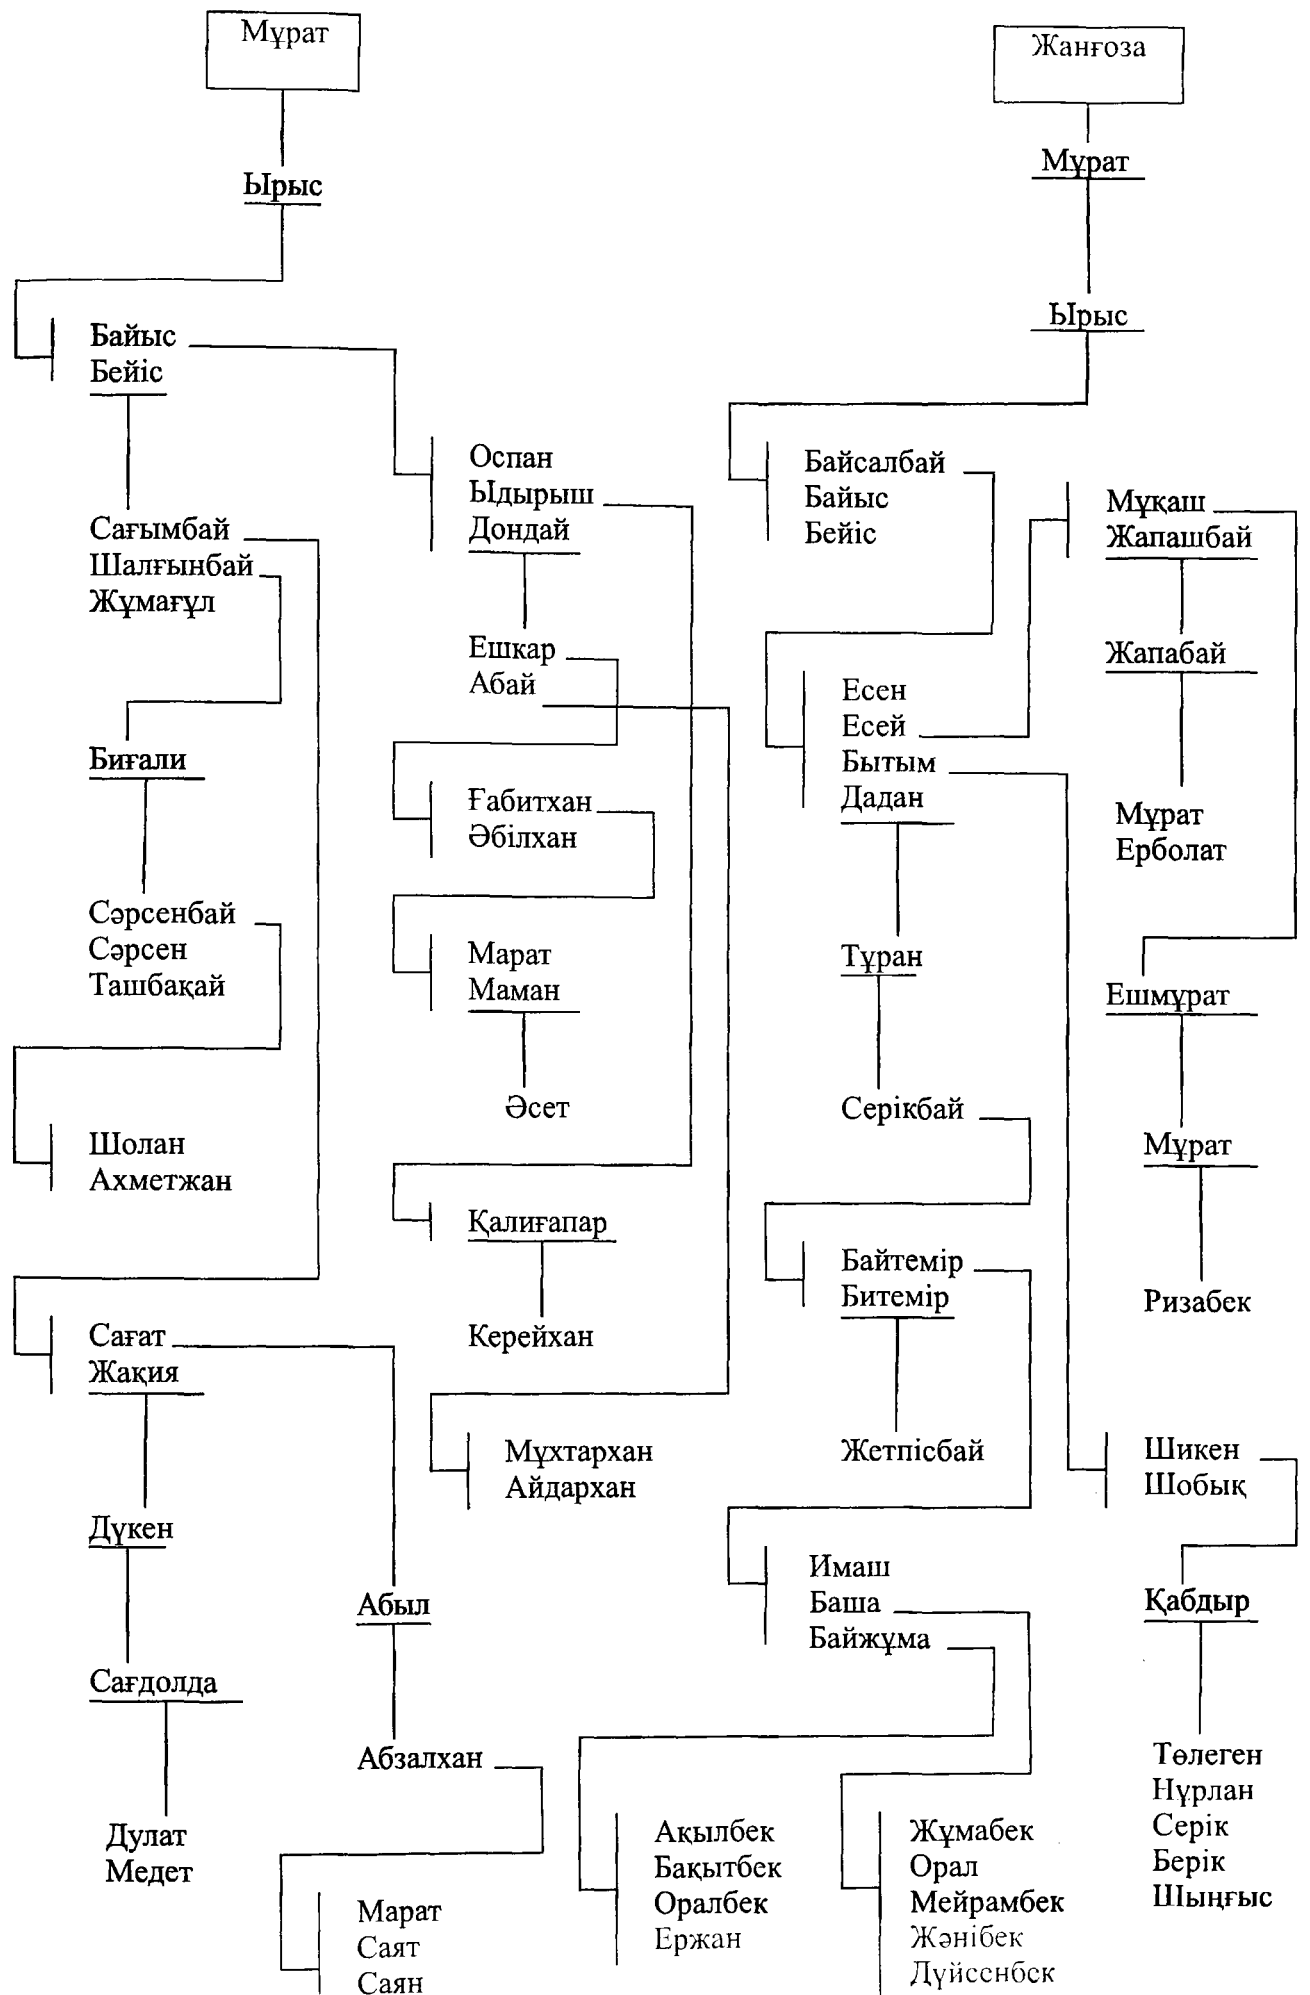 Мұрат
Ырыс
Байыс
Бейіс
Сағымбай
Шалғынбай
Жұмағұл
Биғали
Сәрсенбай
Сәрсен
Ташбақай
Шолан
Ахметжан
Сағат
Жақия
Дүкен
Сағдолда
Дулат
Медет
Оспан
Ыдырыш
Дондай
Ешкар
Абай
Ғабитхан
Әбілхан
Марат
Маман
Әсет
Қалиғапар
Керейхан
Мұхтархан
Айдархан
Абыл
Абзалхан
Марат
Саят
Саян
Жанғоза
Мұрат
Ырыс
Байсалбай
Байыс
Бейіс
Есен
Есей
Бытым
Дадан
Тұран
Серікбай
Байтемір
Битемір
Жетпісбай
Имаш
Баша
Байжұма
Ақылбек
Бақытбек
Оралбек
Ержан
Жұмабек
Орал
Мейрамбек
Жәнібек
Дүйсенбек
Мұқаш
Жапашбай
Жапабай
Мұрат
Ерболат
Ешмұрат
Мұрат
Ризабек
Шикен
Шобық
Қабдыр
Төлеген
Нұрлан
Серік
Берік
Шыңғыс